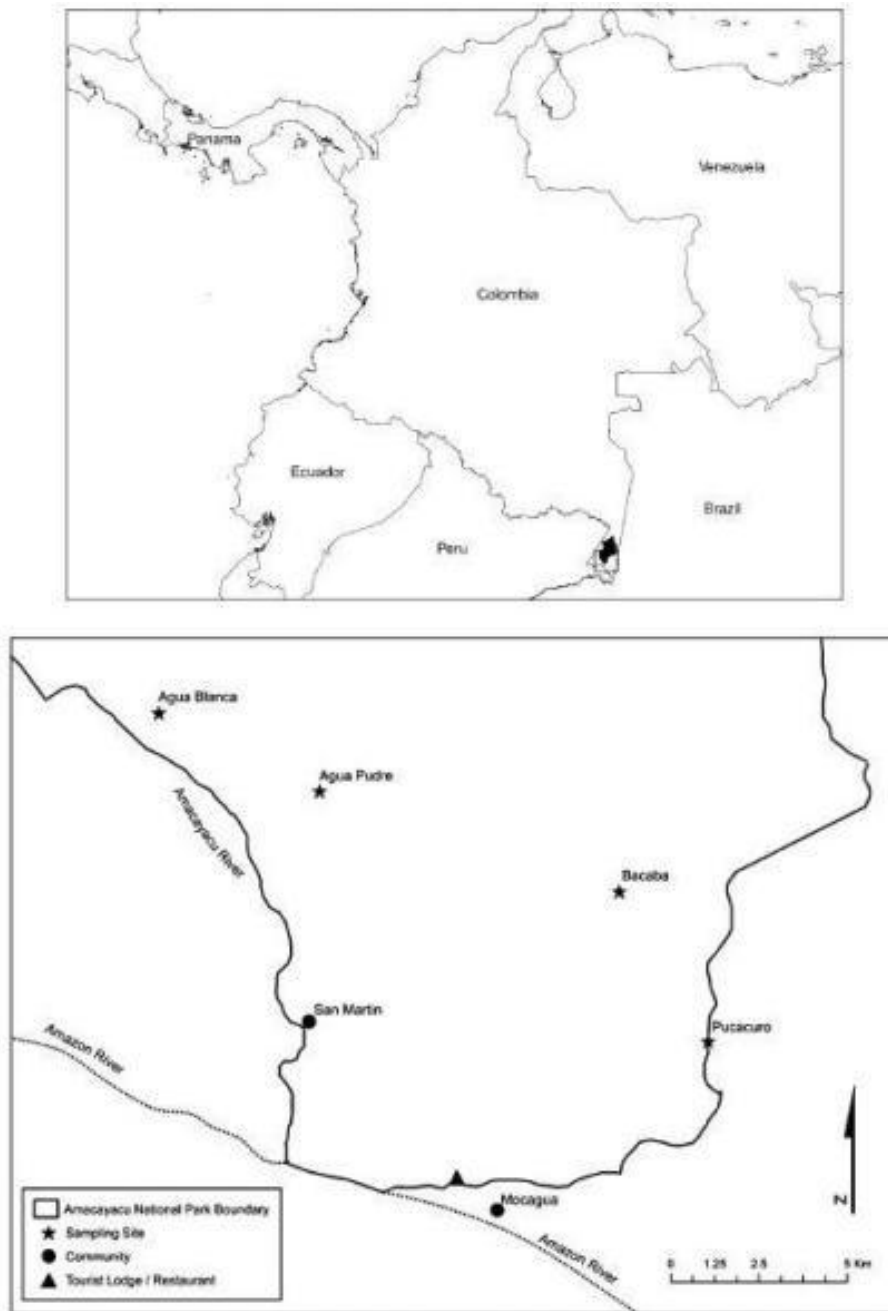 Panama
Venezuela
Colombia
Ecuador
Brazil
Peru
Agua Blanca
Agua Pudre
Amacayacu River
Bacaba
San Martin
Pucacuro
Amazon River
Mocagua
Amazon River
N
Amacayacu National Park Boundary
Sampling Site
Community
Tourist Lodge / Restaurant
0 1.25 2.5 5 Km